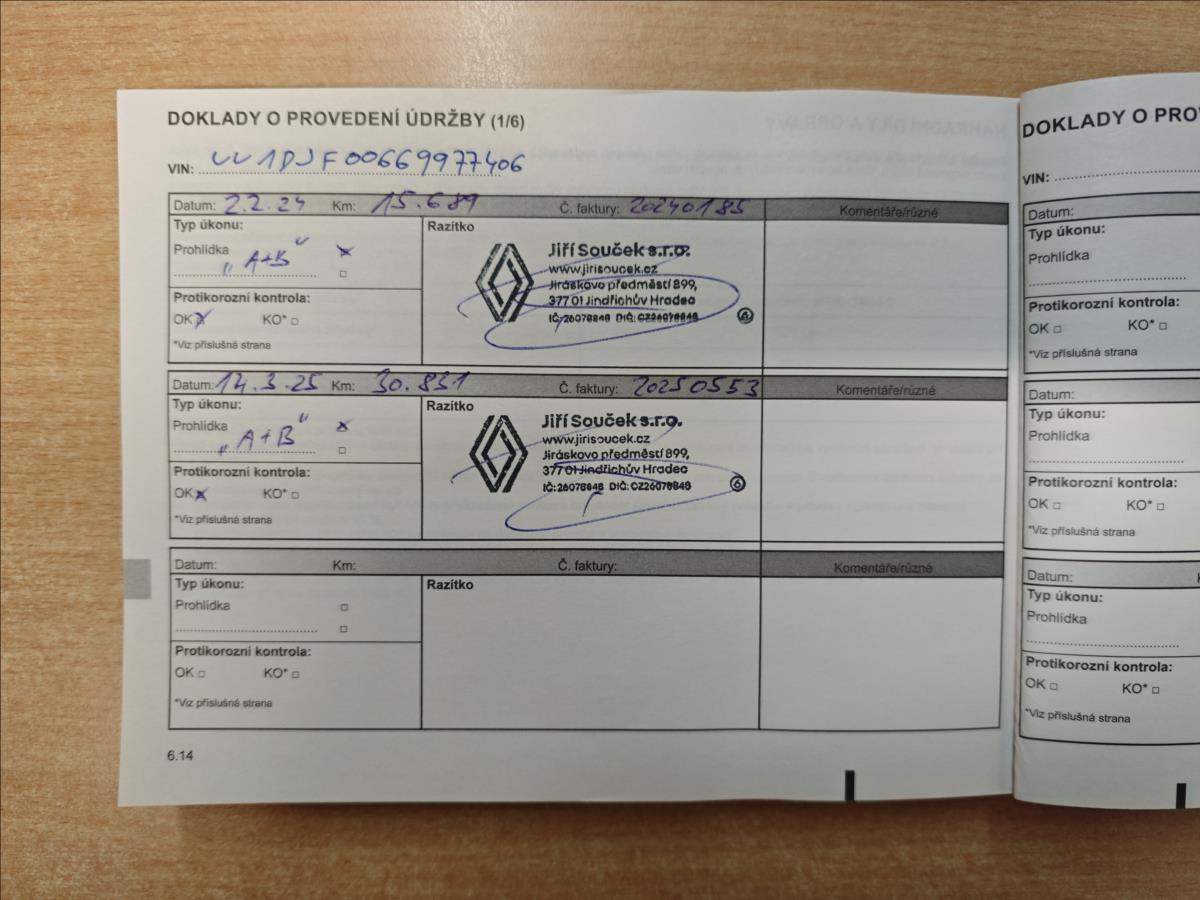 DOKLADY O PROVEDENÍ ÚDRŽBY (1/6)
VIN: UU1DJF00669977406
Datum: 2.2.24 Km: 15.689 Č. faktury: 20240185 Komentáře/různé
Typ úkonu:
Prohlídka
„A+B"
Protikorozní kontrola:
OK KO*
*Viz příslušná strana
Razítko
Jiří Souček s.r.o.
www.jirisoucek.cz
Jiráskovo předměstí 899,
377 01 Jindřichův Hradec
IČ: 26078848 DIČ: CZ26078848 6
Datum: 14.3.25 Km: 30.831 Č. faktury: 20250553 Komentáře/různé
Typ úkonu:
Prohlídka
„A+B"
Protikorozní kontrola:
OK KO*
*Viz příslušná strana
Razítko
Jiří Souček s.r.o.
www.jirisoucek.cz
Jiráskovo předměstí 899,
377 01 Jindřichův Hradec
IČ: 26078848 DIČ: CZ26078848 6
Datum: Km: Č. faktury: Komentáře/různé
Typ úkonu:
Prohlídka
Protikorozní kontrola:
OK KO*
*Viz příslušná strana
Razítko
6.14
DOKLADY O PRO
VIN:
Datum:
Typ úkonu:
Prohlídka
Protikorozní kontrola:
OK KO*
*Viz příslušná strana
Datum:
Typ úkonu:
Prohlídka
Protikorozní kontrola:
OK KO*
*Viz příslušná strana
Datum:
Typ úkonu:
Prohlídka
Protikorozní kontrola:
OK KO*
*Viz příslušná strana